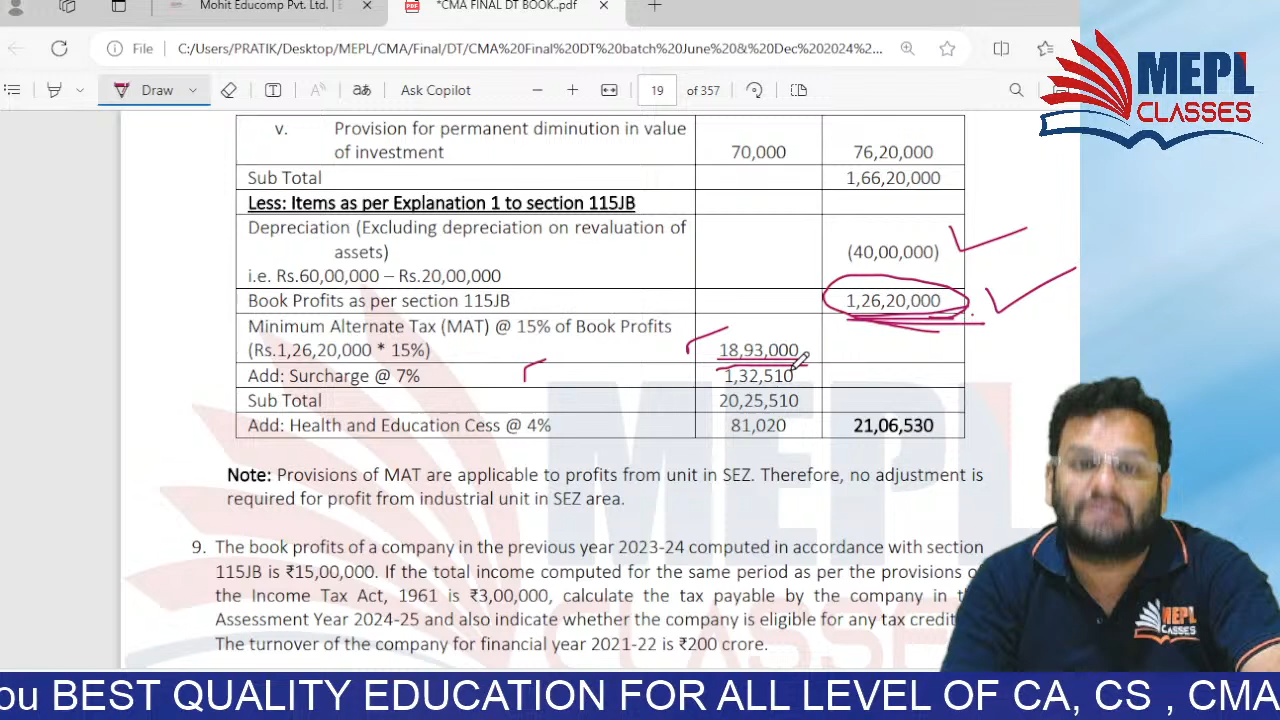 Mohit Educomp Pvt. Ltd. | E
*CMA FINAL DT BOOK..pdf
File
C:/Users/PRATIK/Desktop/MEPL/CMA/Final/DT/CMA%20Final%20DT%20batch%20June%20&%20Dec%202024%2...
MEPL
CLASSES
Draw
Ask Copilot
19 of 357
v. Provision for permanent diminution in value of investment 70,000 76,20,000
Sub Total 1,66,20,000
Less: Items as per Explanation 1 to section 115JB
Depreciation (Excluding depreciation on revaluation of
assets) (40,00,000)
i.e. Rs.60,00,000 – Rs.20,00,000
Book Profits as per section 115JB 1,26,20,000
Minimum Alternate Tax (MAT) @ 15% of Book Profits
(Rs.1,26,20,000 * 15%) 18,93,000
Add: Surcharge @ 7% 1,32,510
Sub Total 20,25,510
Add: Health and Education Cess @ 4% 81,020 21,06,530
Note: Provisions of MAT are applicable to profits from unit in SEZ. Therefore, no adjustment is
required for profit from industrial unit in SEZ area.
9. The book profits of a company in the previous year 2023-24 computed in accordance with section
115JB is ₹15,00,000. If the total income computed for the same period as per the provisions o
the Income Tax Act, 1961 is ₹3,00,000, calculate the tax payable by the company in t
Assessment Year 2024-25 and also indicate whether the company is eligible for any tax credit
The turnover of the company for financial year 2021-22 is ₹200 crore.
MEPL
CLASSES
ou BEST QUALITY EDUCATION FOR ALL LEVEL OF CA, CS , CMA